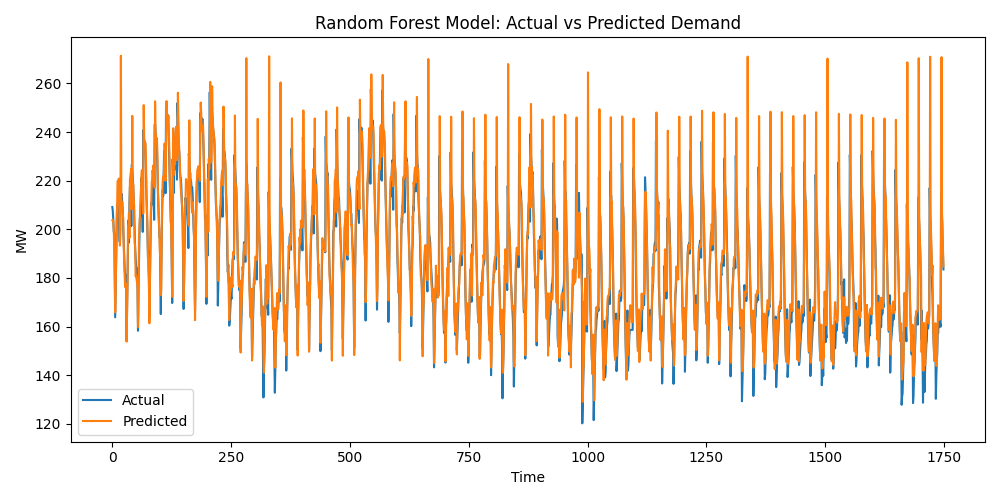 Random Forest Model: Actual vs Predicted Demand
MW
260
240
220
200
180
160
140
120
Actual
Predicted
0 250 500 750 1000 1250 1500 1750
Time